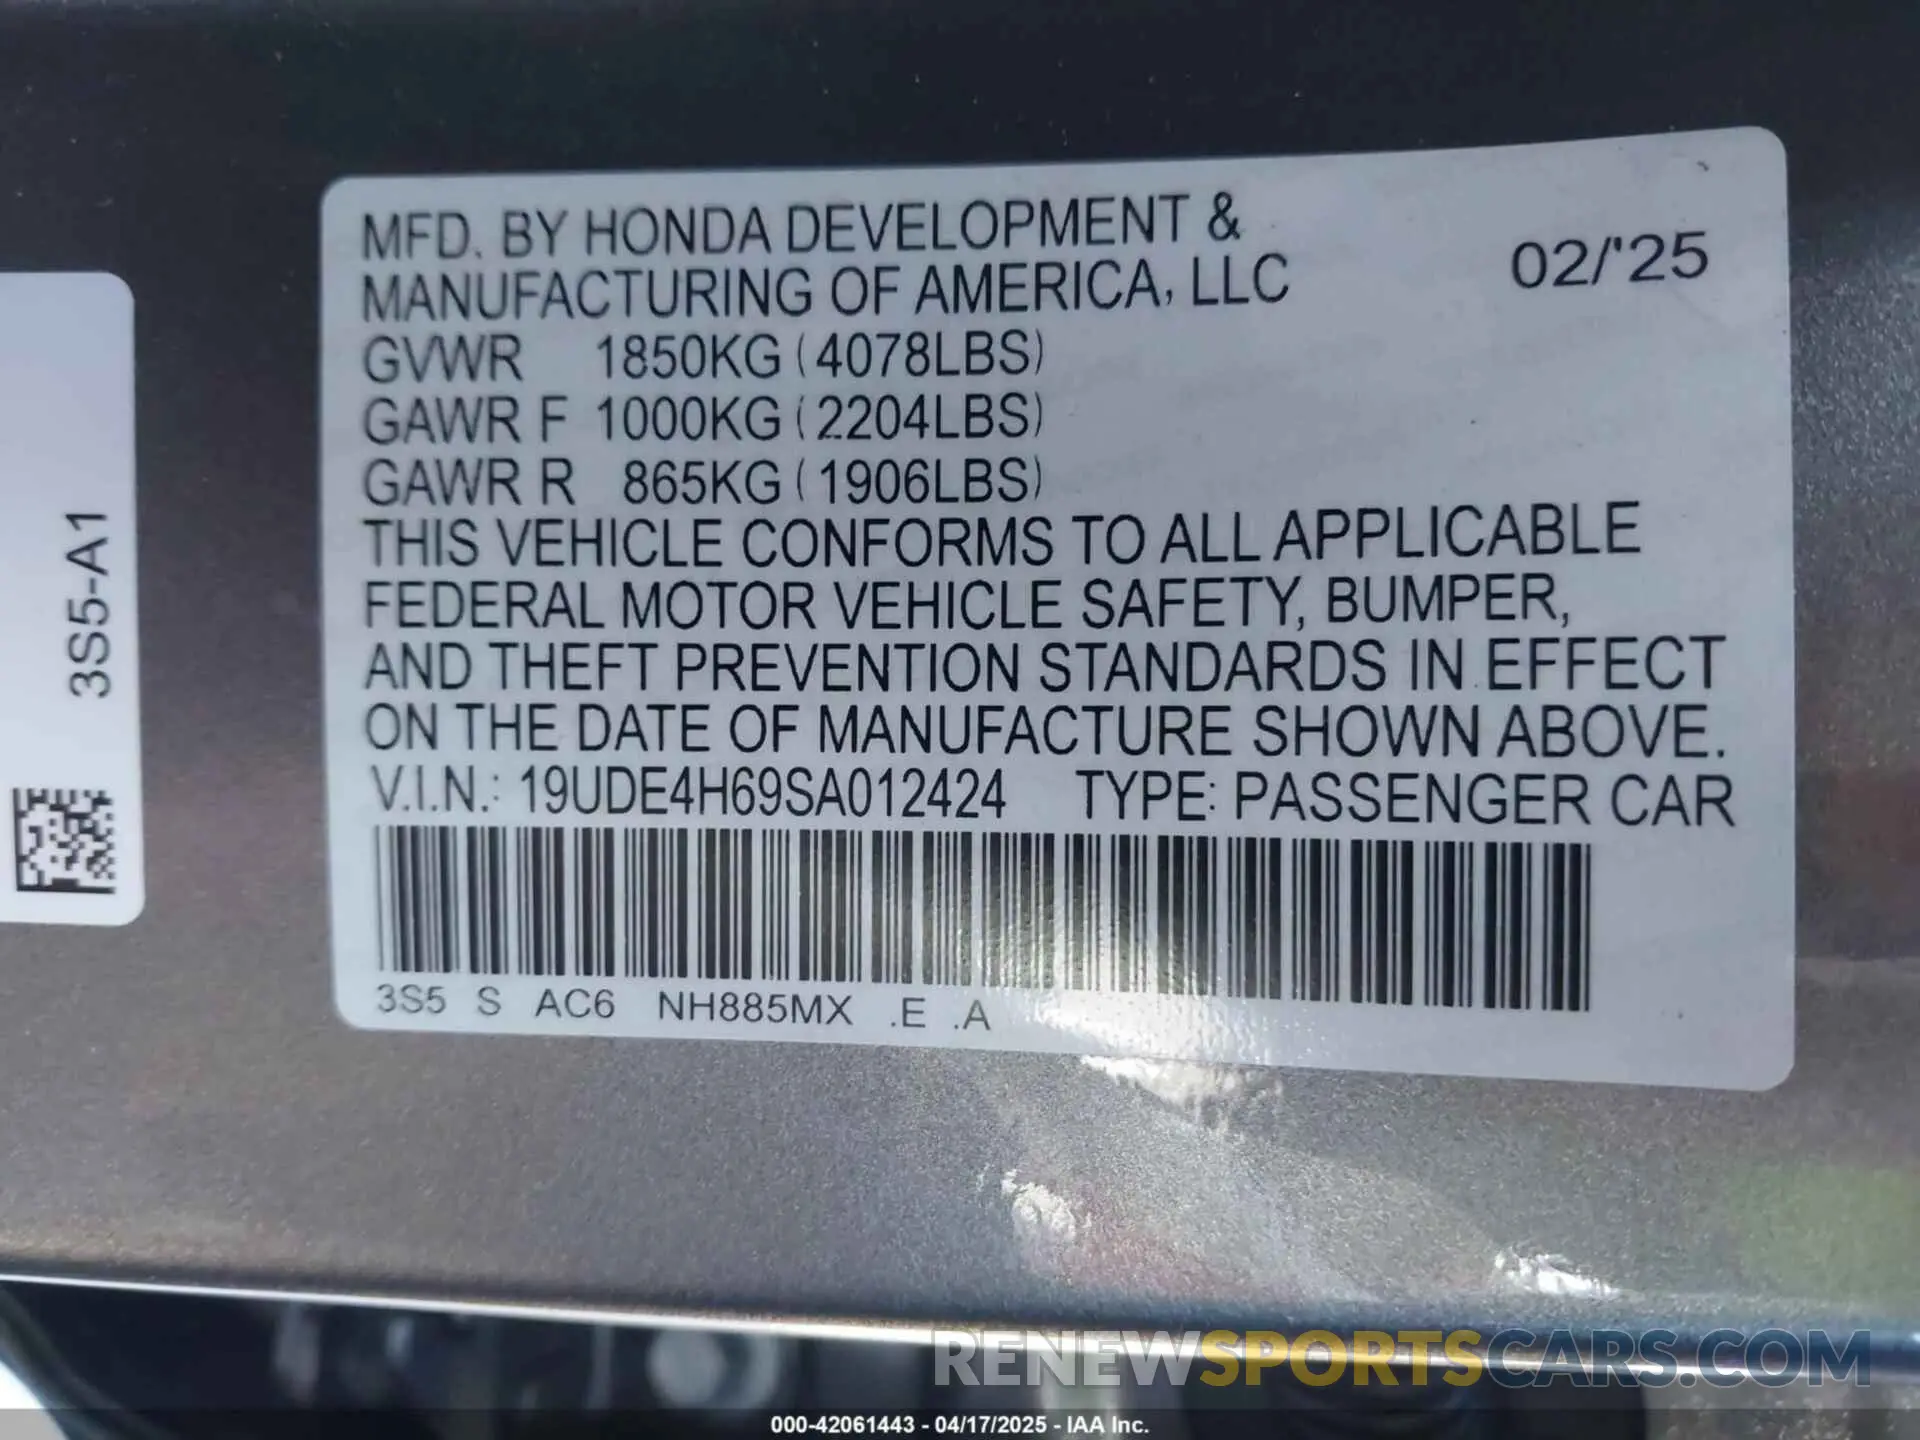 MFD. BY HONDA DEVELOPMENT &
MANUFACTURING OF AMERICA, LLC
02/'25
GVWR 1850KG (4078LBS)
GAWR F 1000KG (2204LBS)
GAWR R 865KG (1906LBS)
THIS VEHICLE CONFORMS TO ALL APPLICABLE
FEDERAL MOTOR VEHICLE SAFETY, BUMPER,
AND THEFT PREVENTION STANDARDS IN EFFECT
ON THE DATE OF MANUFACTURE SHOWN ABOVE.
V.I.N.: 19UDE4H69SA012424 TYPE: PASSENGER CAR
3S5 S AC6 NH885MX .E .A
3S5-A1
RENEWSPORTSCARS.COM
000-42061443 - 04/17/2025 - IAA Inc.